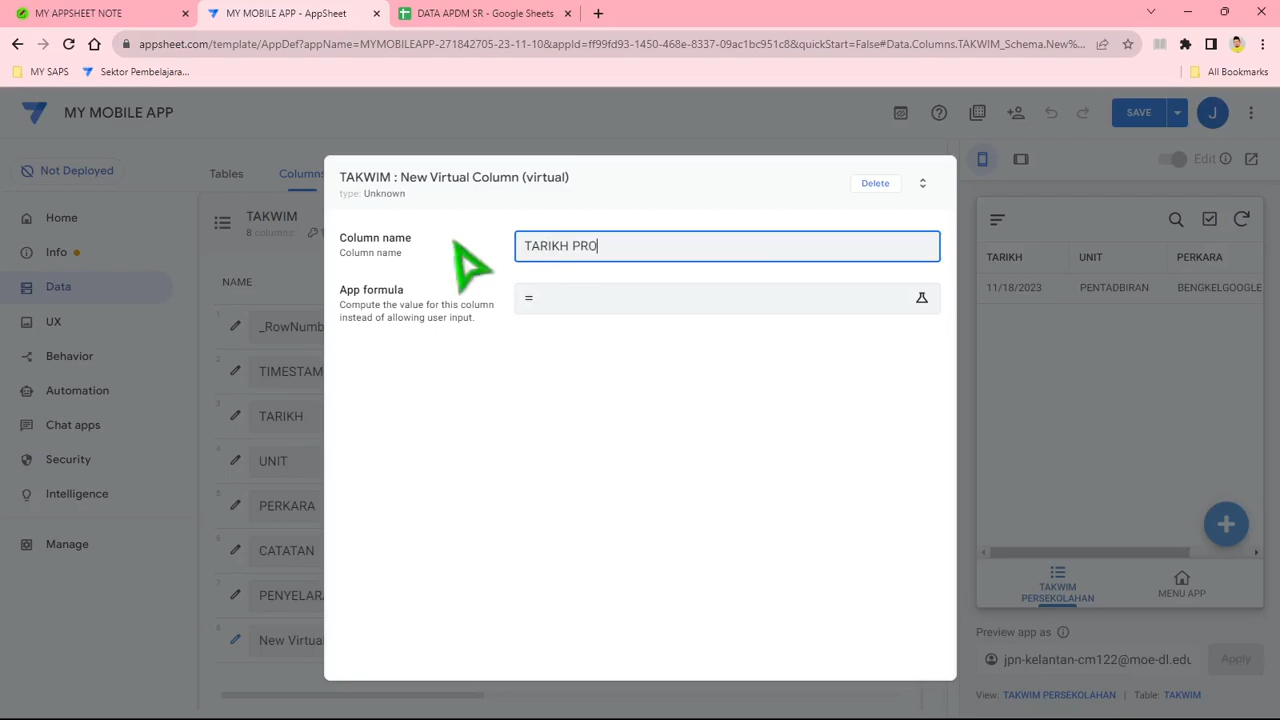 MY APPSHEET NOTE
MY MOBILE APP - AppSheet
DATA APDM SR - Google Sheets
appsheet.com/template/AppDef?appName=MYMOBILEAPP-271842705-23-11-10&appId=ff99fd93-1450-468e-8337-09ac1bc951c8&quickStart=False#Data.Columns.TAKWIM_Schema.New%...
MY SAPS
Sektor Pembelajara...
All Bookmarks
MY MOBILE APP
SAVE
J
Not Deployed
Tables
Columns
Edit
Home
Info
Data
UX
Behavior
Automation
Chat apps
Security
Intelligence
Manage
TAKWIM
8 columns:
NAME
1
_RowNumb
2
TIMESTAM
3
TARIKH
4
UNIT
5
PERKARA
6
CATATAN
7
PENYELARA
8
New Virtual
TAKWIM : New Virtual Column (virtual)
type: Unknown
Delete
Column name
Column name
TARIKH PRO
App formula
Compute the value for this column
instead of allowing user input.
=
TARIKH UNIT PERKARA
11/18/2023 PENTADBIRAN BENGKELGOOGLE
TAKWIM
PERSEKOLAHAN
MENU APP
Preview app as
jpn-kelantan-cm122@moe-dl.edu
Apply
View: TAKWIM PERSEKOLAHAN | Table: TAKWIM